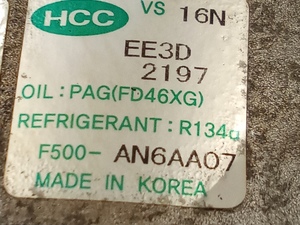 HCC VS 16N
EE3D
2197
OIL : PAG(FD46XG)
REFRIGERANT : R134a
F500- AN6AA07
MADE IN KOREA